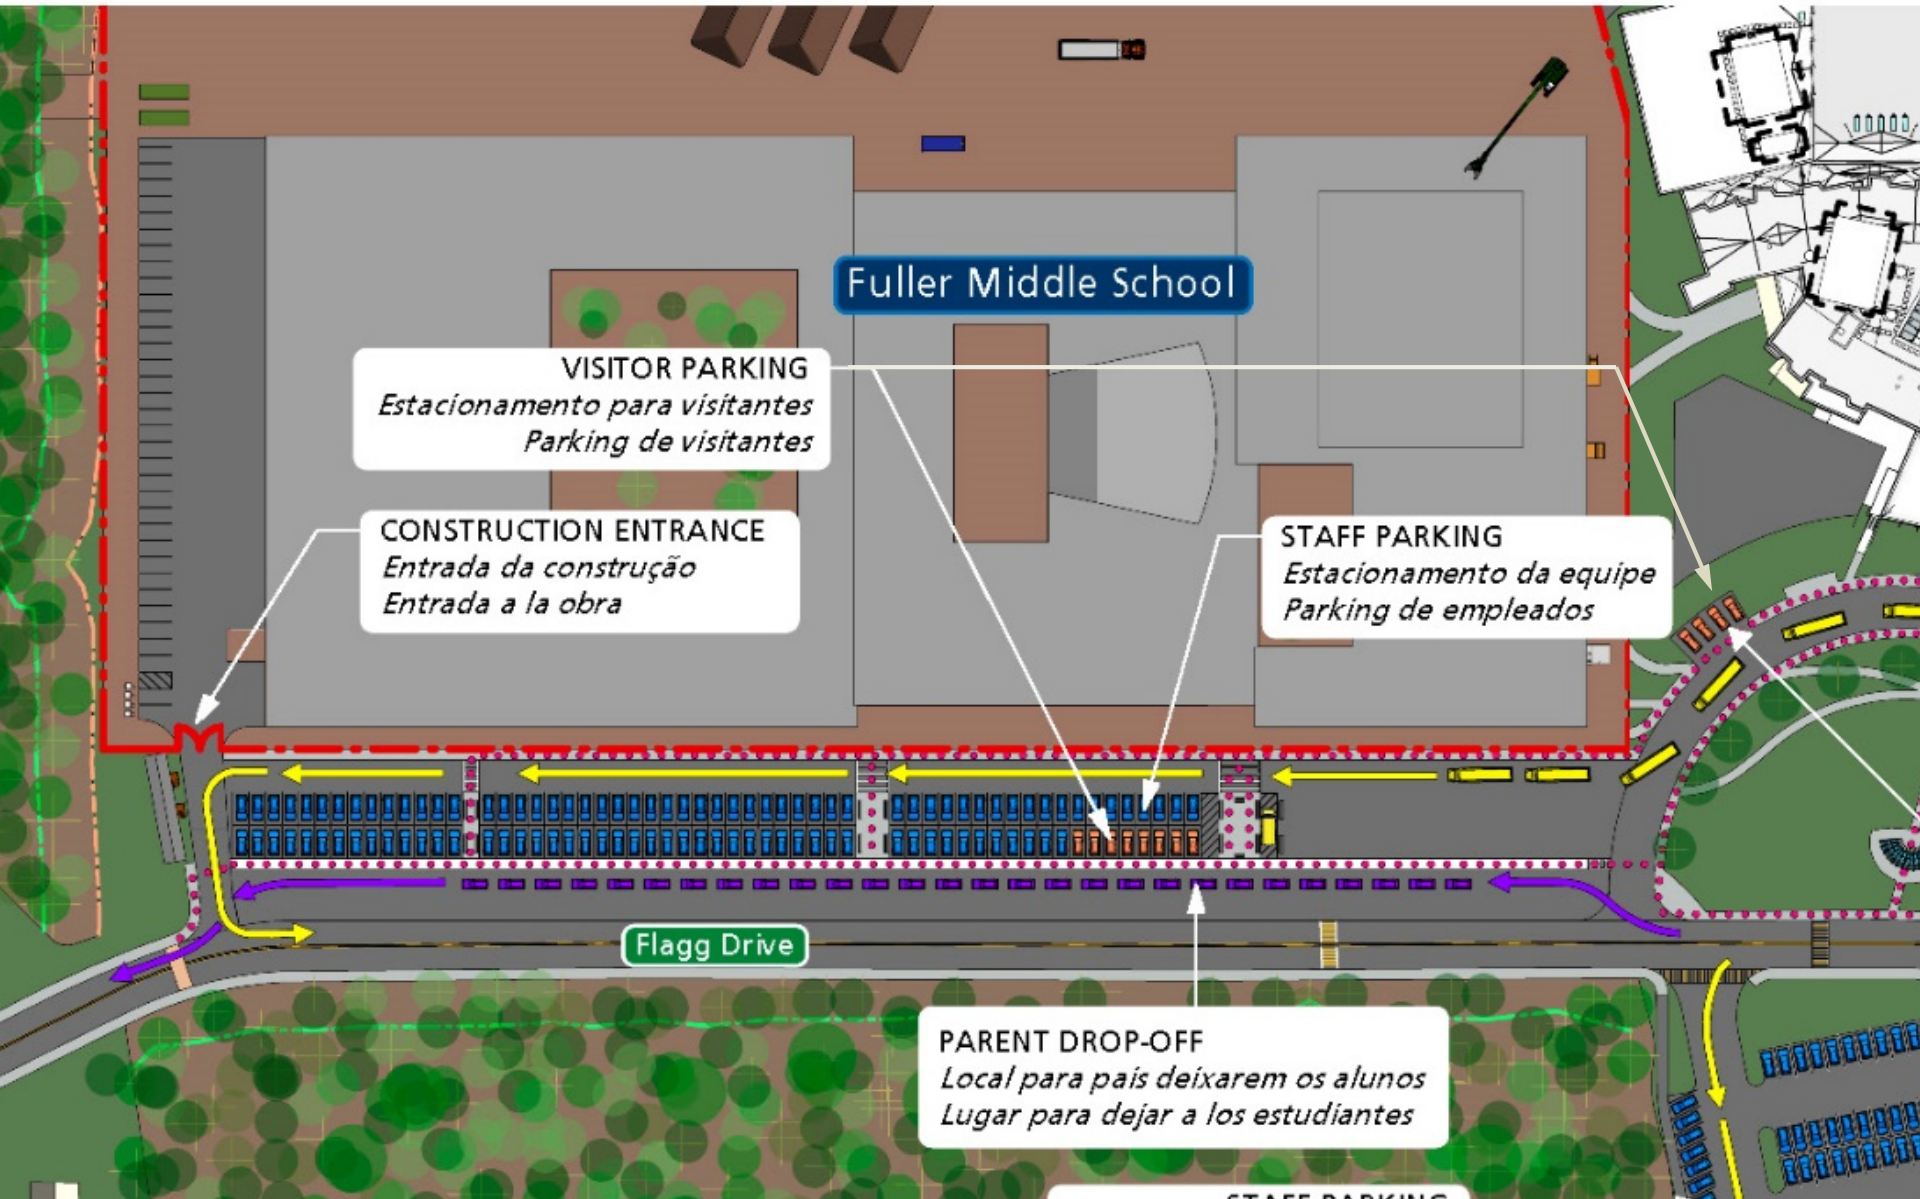 Fuller Middle School
VISITOR PARKING
Estacionamento para visitantes
Parking de visitantes
CONSTRUCTION ENTRANCE
Entrada da construção
Entrada a la obra
STAFF PARKING
Estacionamento da equipe
Parking de empleados
Flagg Drive
PARENT DROP-OFF
Local para pais deixarem os alunos
Lugar para dejar a los estudiantes
STAFF PARKING